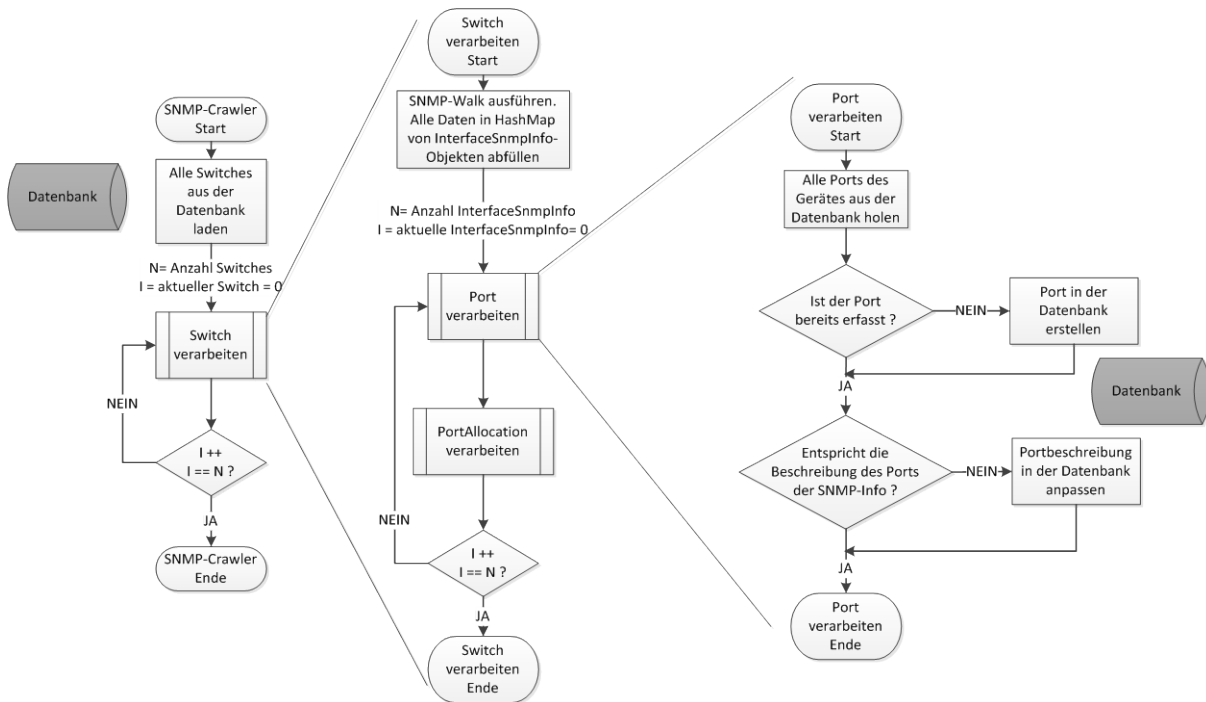 SNMP-Crawler
Start
Datenbank
Alle Switches
aus der
Datenbank
laden
N= Anzahl Switches
I = aktueller Switch = 0
Switch
verarbeiten
NEIN
I ++
I == N ?
JA
SNMP-Crawler
Ende
Switch
verarbeiten
Start
SNMP-Walk ausführen.
Alle Daten in HashMap
von InterfaceSnmpInfo-
Objekten abfüllen
N= Anzahl InterfaceSnmpInfo
I = aktuelle InterfaceSnmpInfo= 0
Port
verarbeiten
PortAllocation
verarbeiten
NEIN
I ++
I == N ?
JA
Switch
verarbeiten
Ende
Port
verarbeiten
Start
Alle Ports des
Gerätes aus der
Datenbank holen
Ist der Port
bereits erfasst ?
NEIN
Port in der
Datenbank
erstellen
JA
Datenbank
Entspricht die
Beschreibung des Ports
der SNMP-Info ?
NEIN
Portbeschreibung
in der Datenbank
anpassen
JA
Port
verarbeiten
Ende